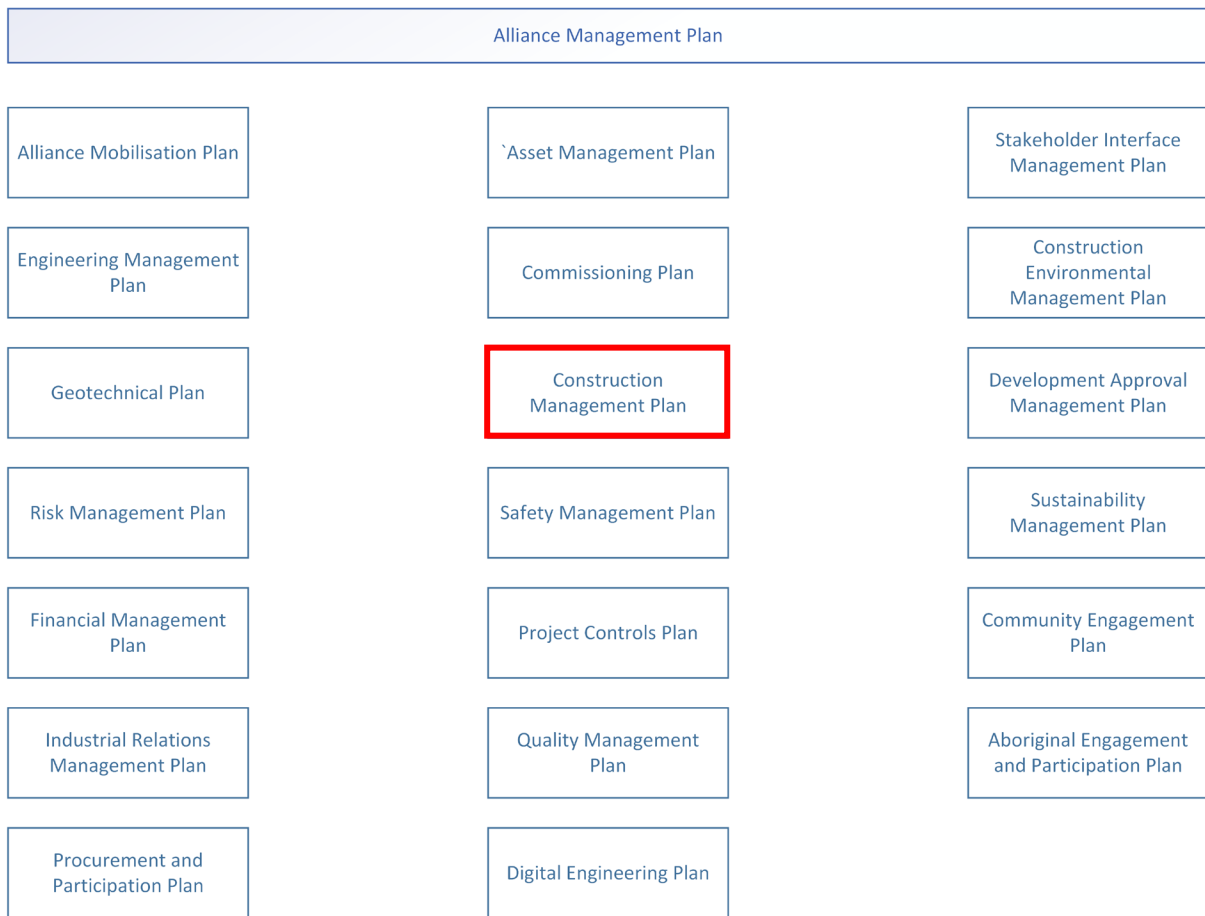 Alliance Management Plan
Alliance Mobilisation Plan
`Asset Management Plan
Stakeholder Interface
Management Plan
Engineering Management
Plan
Commissioning Plan
Construction
Environmental
Management Plan
Geotechnical Plan
Construction
Management Plan
Development Approval
Management Plan
Risk Management Plan
Safety Management Plan
Sustainability
Management Plan
Financial Management
Plan
Project Controls Plan
Community Engagement
Plan
Industrial Relations
Management Plan
Quality Management
Plan
Aboriginal Engagement
and Participation Plan
Procurement and
Participation Plan
Digital Engineering Plan